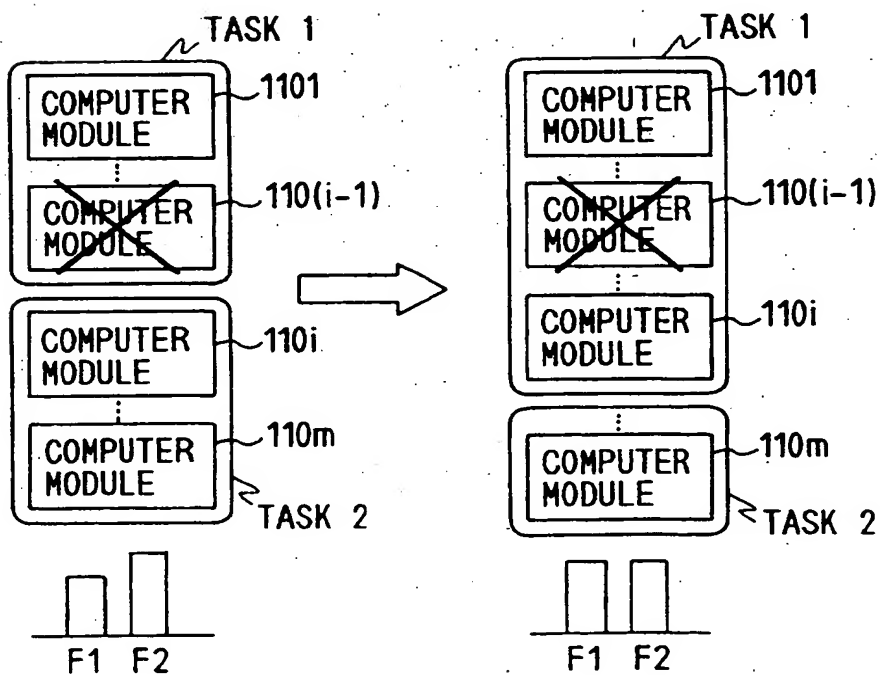 TASK 1
COMPUTER
MODULE
1101
COMPUTER
MODULE
110(i-1)
COMPUTER
MODULE
110i
COMPUTER
MODULE
110m
TASK 2
F1 F2
TASK 1
COMPUTER
MODULE
1101
COMPUTER
MODULE
110(i-1)
COMPUTER
MODULE
110i
COMPUTER
MODULE
110m
TASK 2
F1 F2